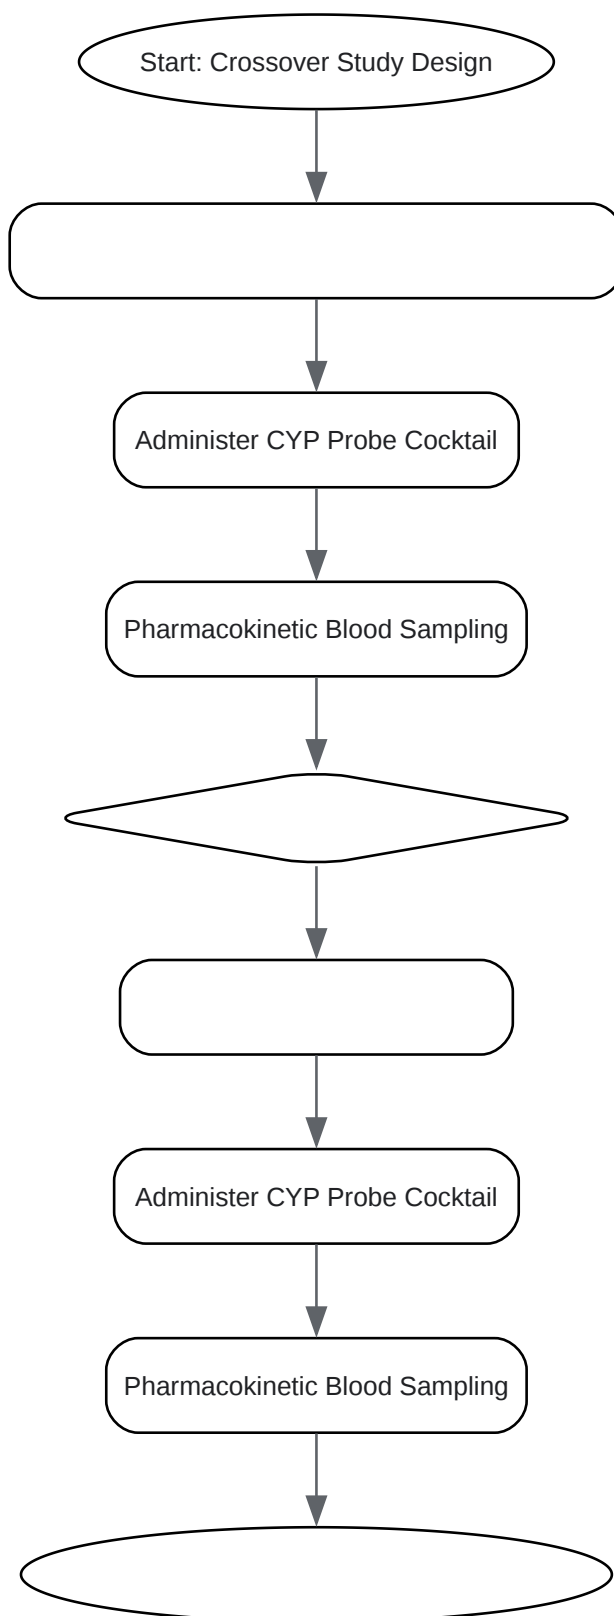 Start: Crossover Study Design
Administer CYP Probe Cocktail
Pharmacokinetic Blood Sampling
Administer CYP Probe Cocktail
Pharmacokinetic Blood Sampling